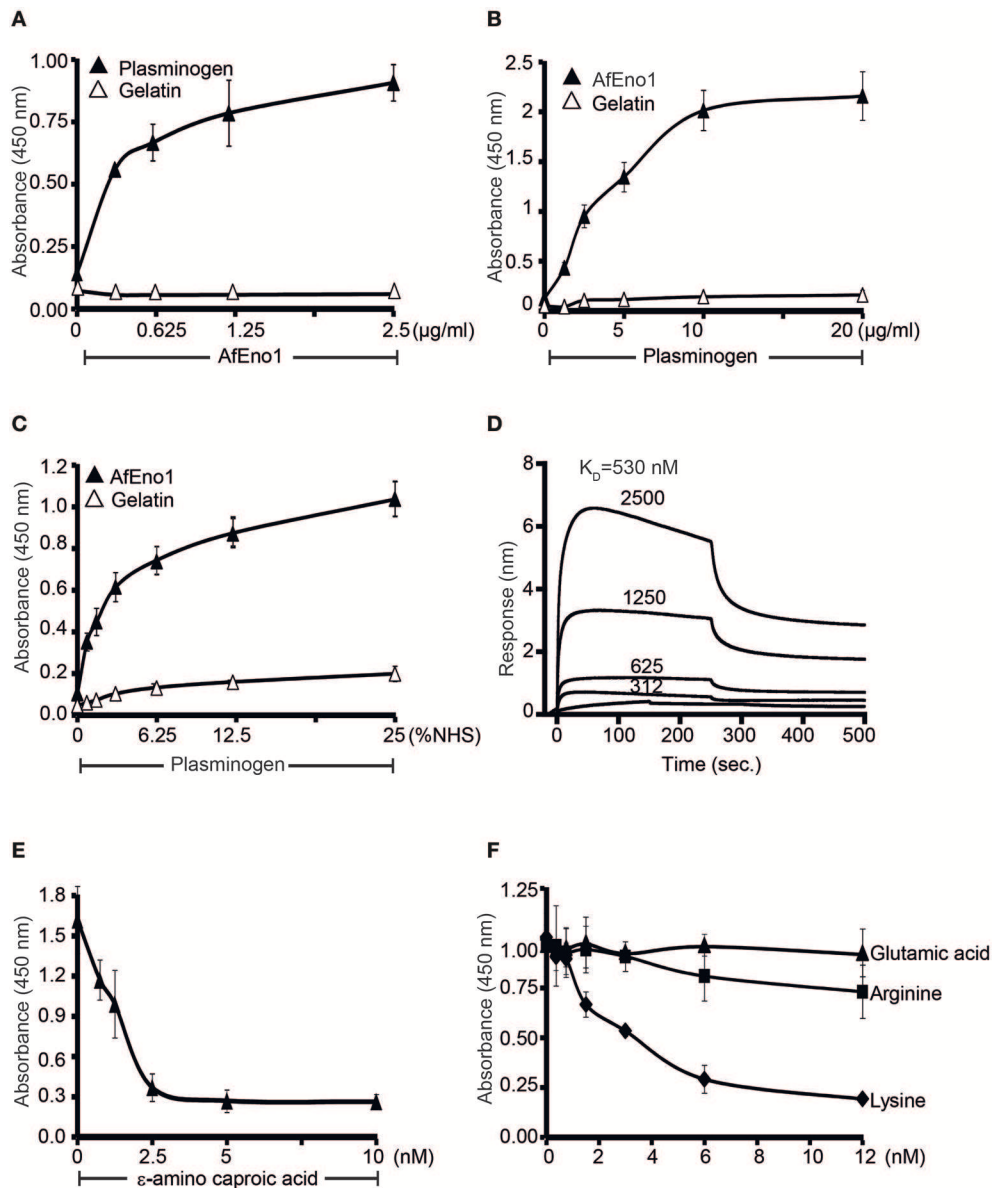 A
Absorbance (450 nm)
Plasminogen
Gelatin
1.00
0.75
0.50
0.25
0.00
0 0.625 1.25 2.5 (µg/ml)
AfEno1
B
Absorbance (450 nm)
AfEno1
Gelatin
2.5
2
1.5
1
0.5
0
0 5 10 20 (µg/ml)
Plasminogen
C
Absorbance (450 nm)
AfEno1
Gelatin
1.2
1.0
0.8
0.6
0.4
0.2
0.0
0 6.25 12.5 25 (%NHS)
Plasminogen
D
Response (nm)
K_D=530 nM
8
6
4
2
0
2500
1250
625
312
0 100 200 300 400 500
Time (sec.)
E
Absorbance (450 nm)
1.8
1.5
1.2
0.9
0.6
0.3
0.0
0 2.5 5 10 (nM)
ε-amino caproic acid
F
Absorbance (450 nm)
1.25
1.00
0.75
0.50
0.25
0.00
Glutamic acid
Arginine
Lysine
0 2 4 6 8 10 12 (nM)